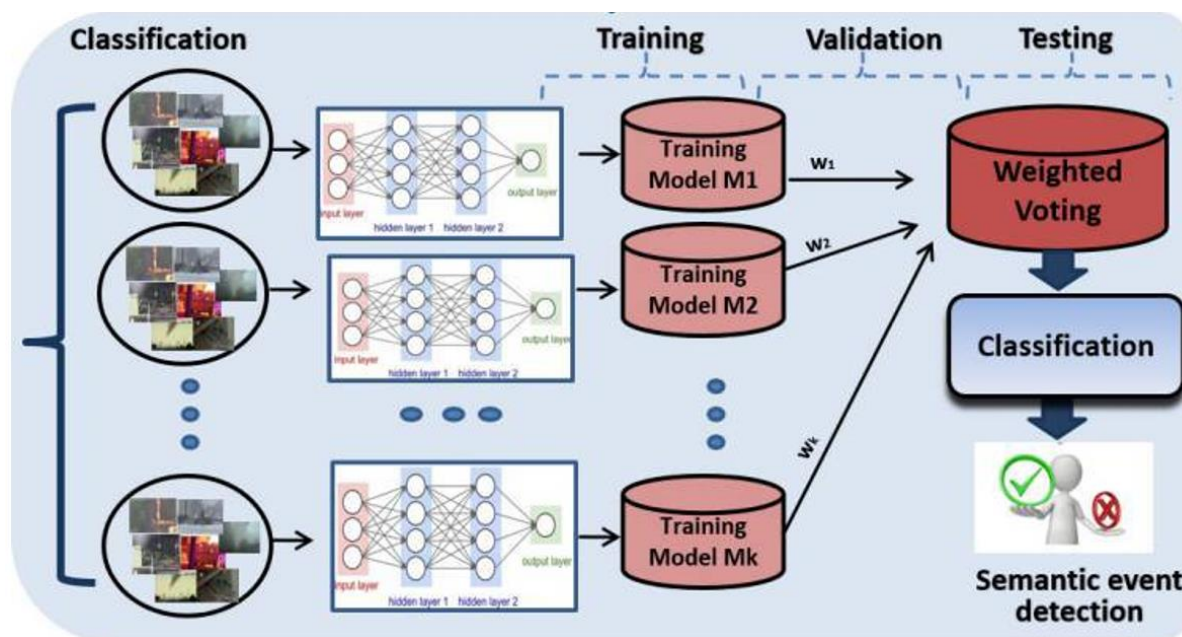 Classification
Training
Validation
Testing
input layer
hidden layer 1
hidden layer 2
output layer
Training
Model M1
w1
Weighted
Voting
input layer
hidden layer 1
hidden layer 2
output layer
Training
Model M2
w2
Classification
input layer
hidden layer 1
hidden layer 2
output layer
Training
Model Mk
wk
Semantic event
detection